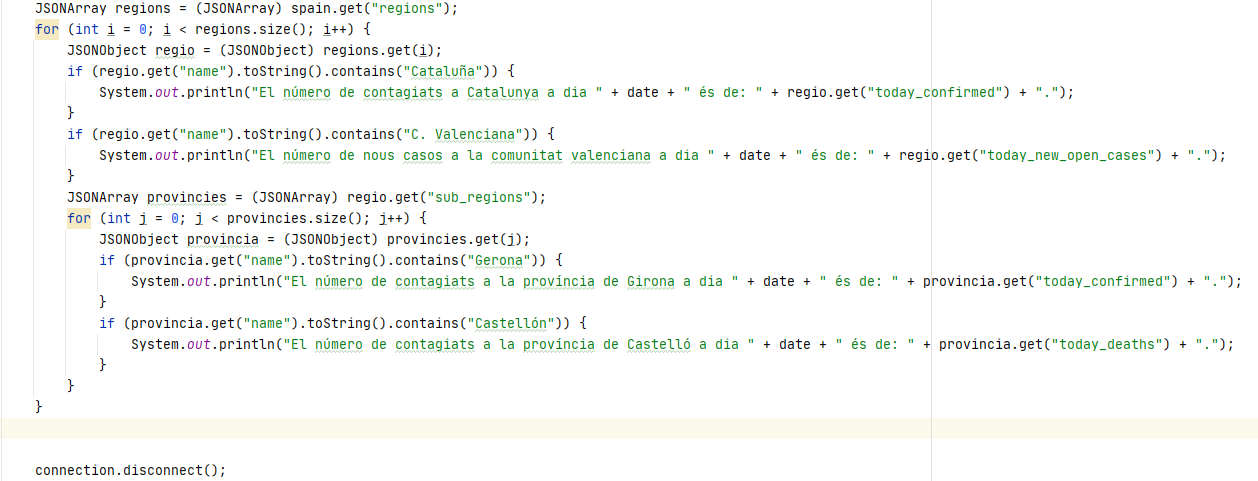 JSONArray regions = (JSONArray) spain.get("regions");
for (int i = 0; i < regions.size(); i++) {
JSONObject regio = (JSONObject) regions.get(i);
if (regio.get("name").toString().contains("Cataluña")) {
System.out.println("El número de contagiats a Catalunya a dia " + date + " és de: " + regio.get("today_confirmed") + ".");
}
if (regio.get("name").toString().contains("C. Valenciana")) {
System.out.println("El número de nous casos a la comunitat valenciana a dia " + date + " és de: " + regio.get("today_new_open_cases") + ".");
}
JSONArray provincies = (JSONArray) regio.get("sub_regions");
for (int j = 0; j < provincies.size(); j++) {
JSONObject provincia = (JSONObject) provincies.get(j);
if (provincia.get("name").toString().contains("Gerona")) {
System.out.println("El número de contagiats a la província de Girona a dia " + date + " és de: " + provincia.get("today_confirmed") + ".");
}
if (provincia.get("name").toString().contains("Castellón")) {
System.out.println("El número de contagiats a la província de Castelló a dia " + date + " és de: " + provincia.get("today_deaths") + ".");
}
}
}
connection.disconnect();